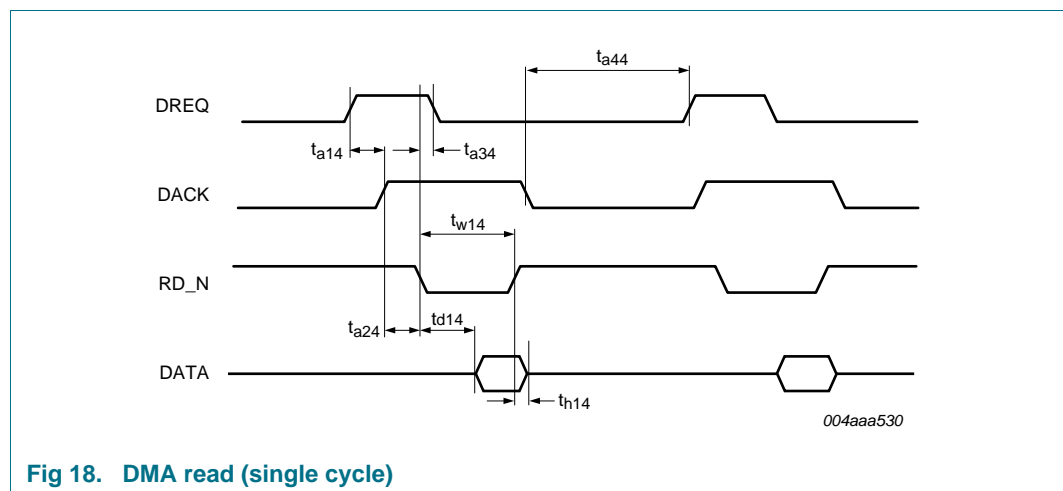 ta44
DREQ
ta14
ta34
DACK
tw14
RD_N
ta24
td14
DATA
th14
004aaa530
Fig 18. DMA read (single cycle)